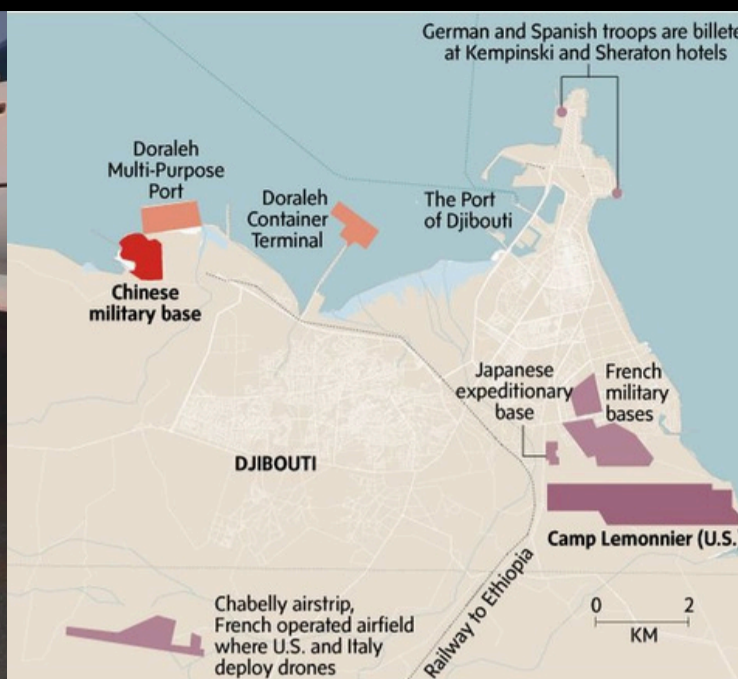 German and Spanish troops are billete
at Kempinski and Sheraton hotels
Doraleh
Multi-Purpose
Port
Doraleh
Container
Terminal
The Port
of Djibouti
Chinese
military base
Japanese
expeditionary
base
French
military
bases
DJIBOUTI
Camp Lemonnier (U.S.
Railway to Ethiopia
0 2
KM
Chabelly airstrip,
French operated airfield
where U.S. and Italy
deploy drones